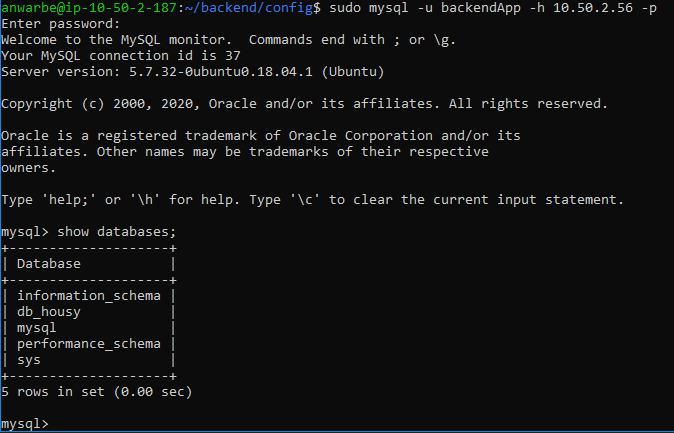 anwarbe@ip-10-50-2-187:~/backend/config$ sudo mysql -u backendApp -h 10.50.2.56 -p
Enter password:
Welcome to the MySQL monitor.  Commands end with ; or \g.
Your MySQL connection id is 37
Server version: 5.7.32-0ubuntu0.18.04.1 (Ubuntu)

Copyright (c) 2000, 2020, Oracle and/or its affiliates. All rights reserved.

Oracle is a registered trademark of Oracle Corporation and/or its
affiliates. Other names may be trademarks of their respective
owners.

Type 'help;' or '\h' for help. Type '\c' to clear the current input statement.

mysql> show databases;
+--------------------+
| Database           |
+--------------------+
| information_schema |
| db_housy           |
| mysql              |
| performance_schema |
| sys                |
+--------------------+
5 rows in set (0.00 sec)

mysql>